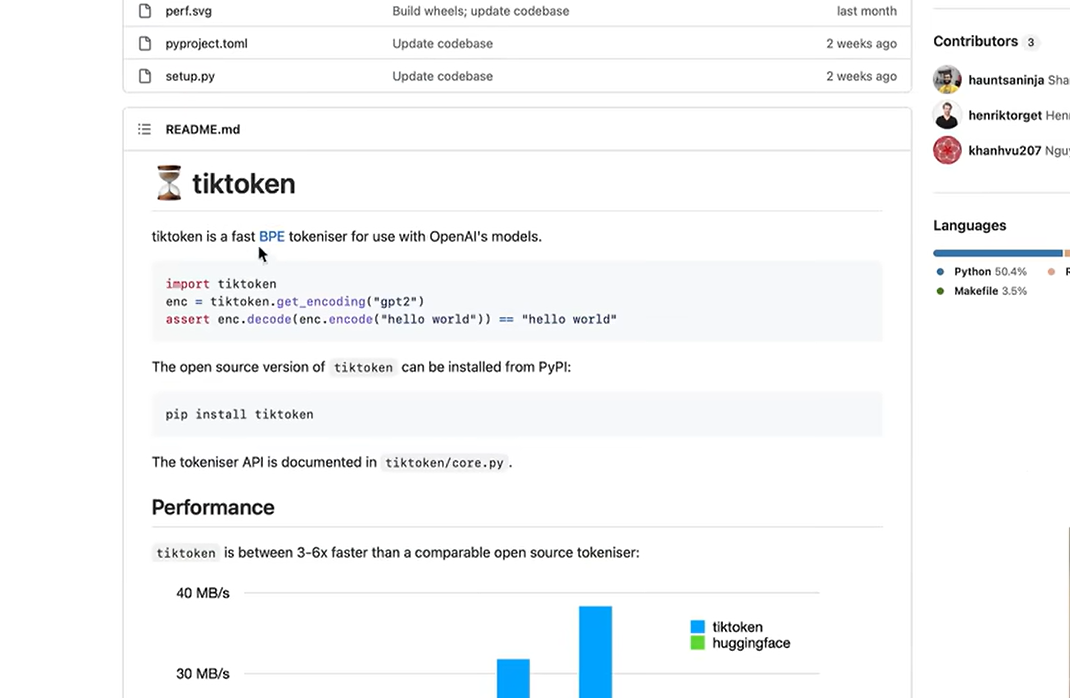 perf.svg Build wheels; update codebase last month
pyproject.toml Update codebase 2 weeks ago
setup.py Update codebase 2 weeks ago
README.md
tiktoken
tiktoken is a fast BPE tokeniser for use with OpenAI's models.
import tiktoken
enc = tiktoken.get_encoding("gpt2")
assert enc.decode(enc.encode("hello world")) == "hello world"
The open source version of tiktoken can be installed from PyPI:
pip install tiktoken
The tokeniser API is documented in tiktoken/core.py.
Performance
tiktoken is between 3-6x faster than a comparable open source tokeniser:
40 MB/s
30 MB/s
tiktoken
huggingface
Contributors 3
hauntsaninja Sha
henriktorget Hen
khanhvu207 Ngu
Languages
Python 50.4%
Makefile 3.5%